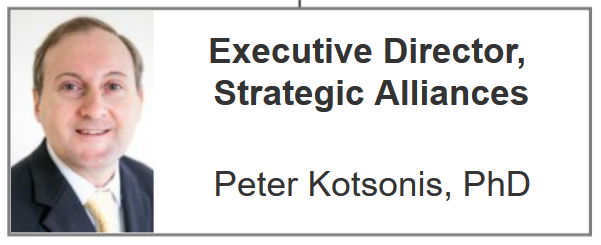 Executive Director,
Strategic Alliances
Peter Kotsonis, PhD